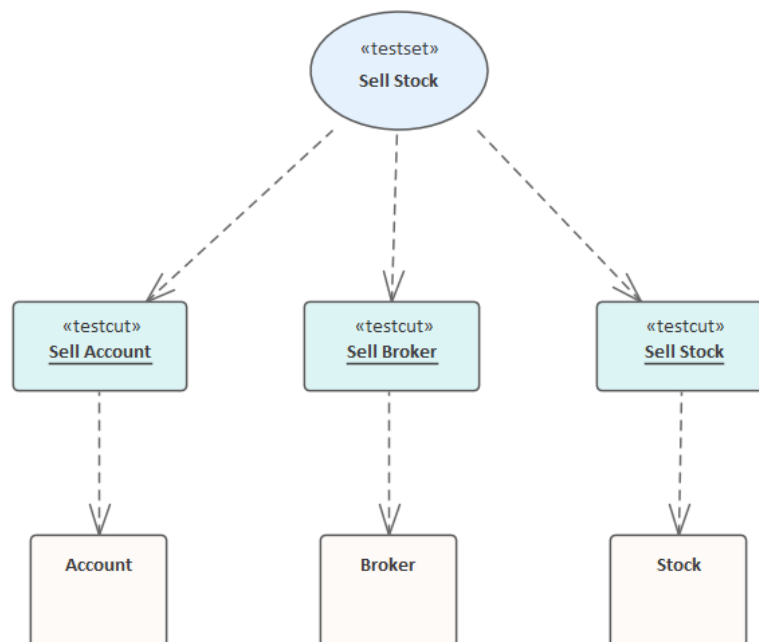 «testset»
Sell Stock
«testcut»
Sell Account
«testcut»
Sell Broker
«testcut»
Sell Stock
Account
Broker
Stock